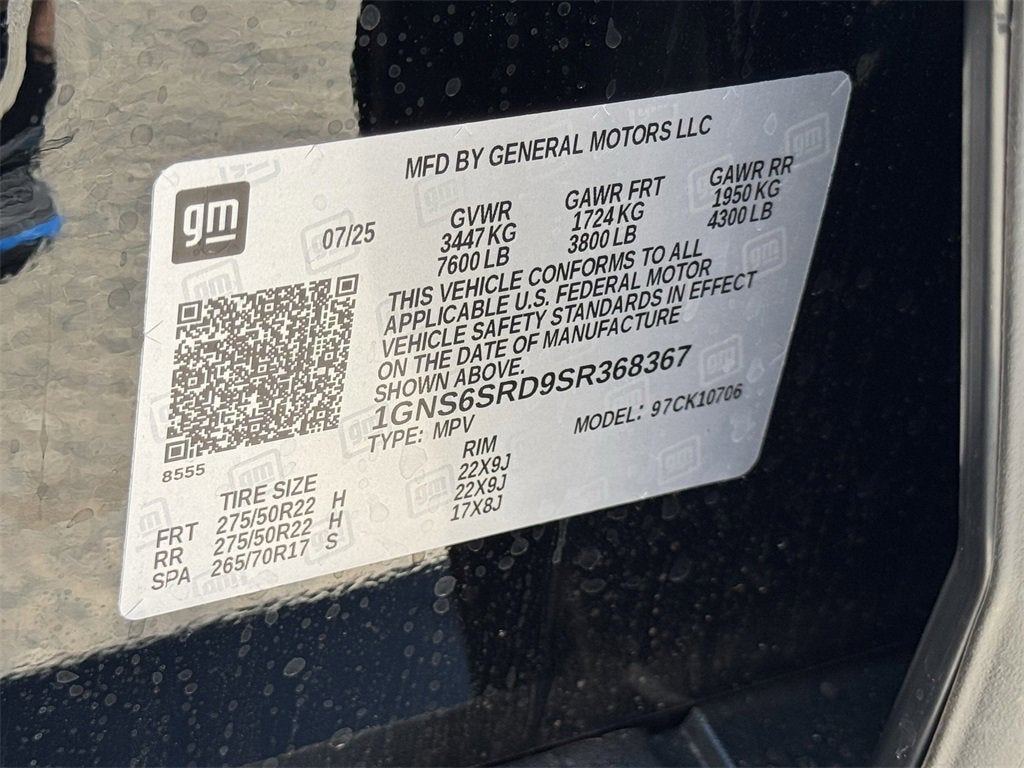 MFD BY GENERAL MOTORS LLC
gm
07/25
GVWR GAWR FRT GAWR RR
3447 KG 1724 KG 1950 KG
7600 LB 3800 LB 4300 LB
THIS VEHICLE CONFORMS TO ALL
APPLICABLE U.S. FEDERAL MOTOR
VEHICLE SAFETY STANDARDS IN EFFECT
ON THE DATE OF MANUFACTURE
SHOWN ABOVE.
1GNS6SRD9SR368367
TYPE: MPV MODEL: 97CK10706
8555
TIRE SIZE RIM
FRT 275/50R22 H 22X9J
RR 275/50R22 H 22X9J
SPA 265/70R17 S 17X8J